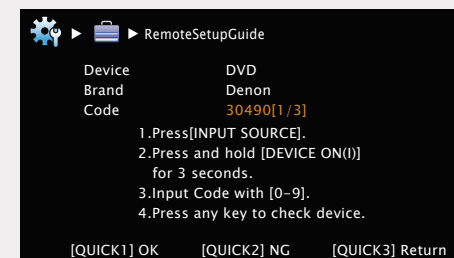 ▶ ▶ RemoteSetupGuide
Device DVD
Brand Denon
Code 30490[1/3]
1.Press[INPUT SOURCE].
2.Press and hold [DEVICE ON(I)]
for 3 seconds.
3.Input Code with [0-9].
4.Press any key to check device.
[QUICK1] OK [QUICK2] NG [QUICK3] Return